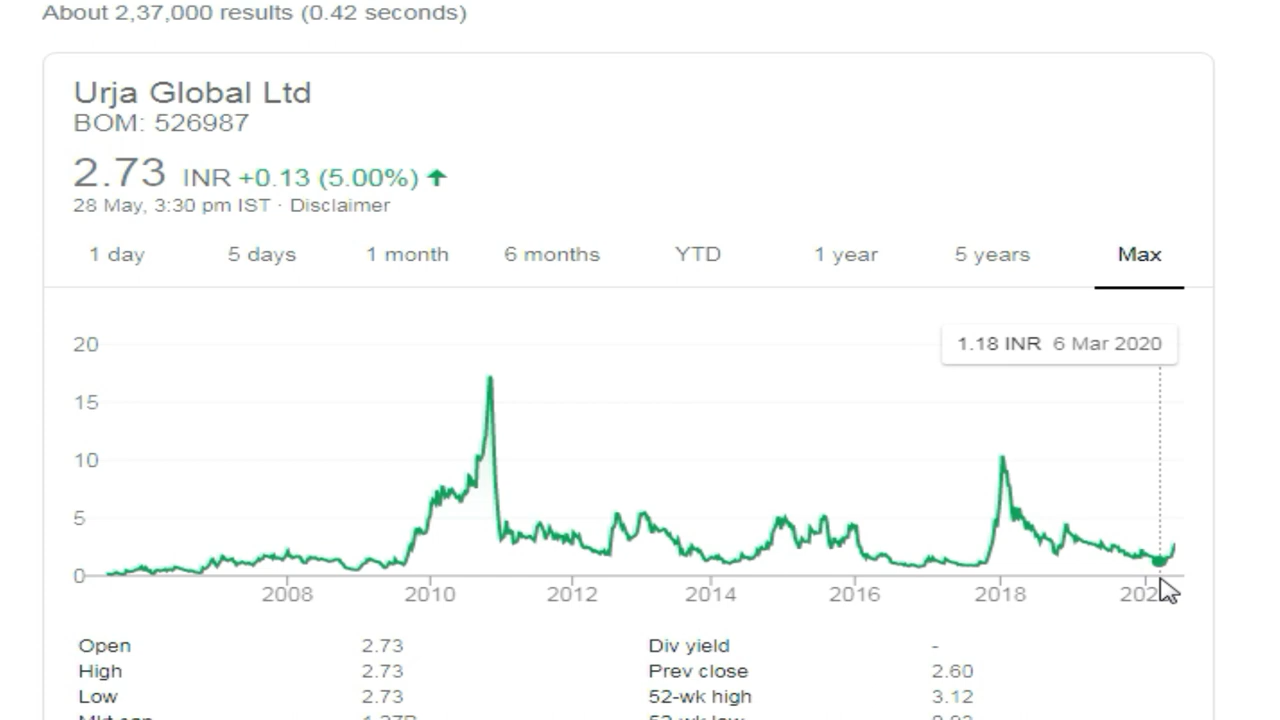 About 2,37,000 results (0.42 seconds)
Urja Global Ltd
BOM: 526987
2.73 INR +0.13 (5.00%)
28 May, 3:30 pm IST · Disclaimer
1 day 5 days 1 month 6 months YTD 1 year 5 years Max
1.18 INR 6 Mar 2020
20
15
10
5
0
2008 2010 2012 2014 2016 2018
Open 2.73 Div yield -
High 2.73 Prev close 2.60
Low 2.73 52-wk high 3.12